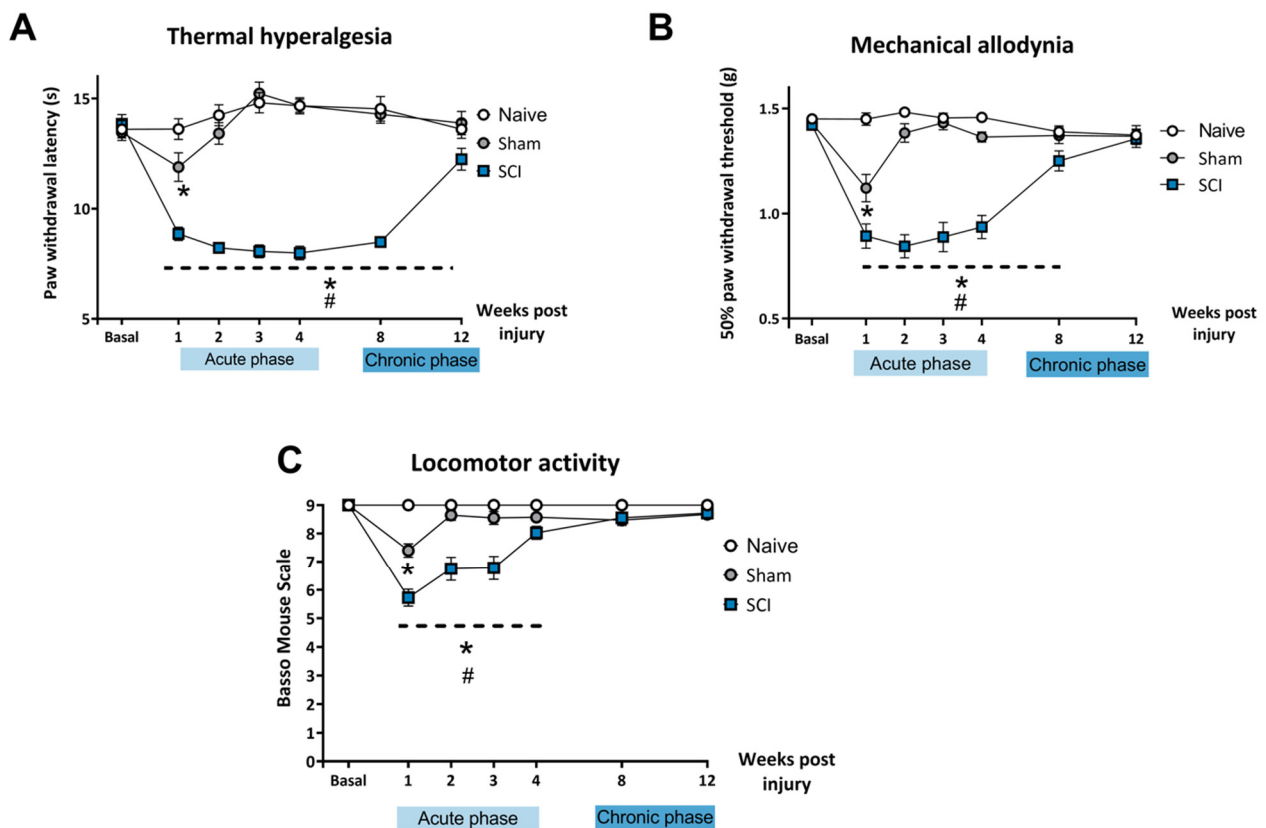 A
Thermal hyperalgesia
Paw withdrawal latency (s)
15
10
5
Naive
Sham
SCI
*
*
#
Basal 1 2 3 4 8 12
Weeks post
injury
Acute phase
Chronic phase
B
Mechanical allodynia
50% paw withdrawal threshold (g)
1.5
1.0
0.5
Naive
Sham
SCI
*
*
#
Basal 1 2 3 4 8 12
Weeks post
injury
Acute phase
Chronic phase
C
Locomotor activity
Basso Mouse Scale
9
8
7
6
5
4
3
2
1
0
Naive
Sham
SCI
*
*
#
Basal 1 2 3 4 8 12
Weeks post
injury
Acute phase
Chronic phase